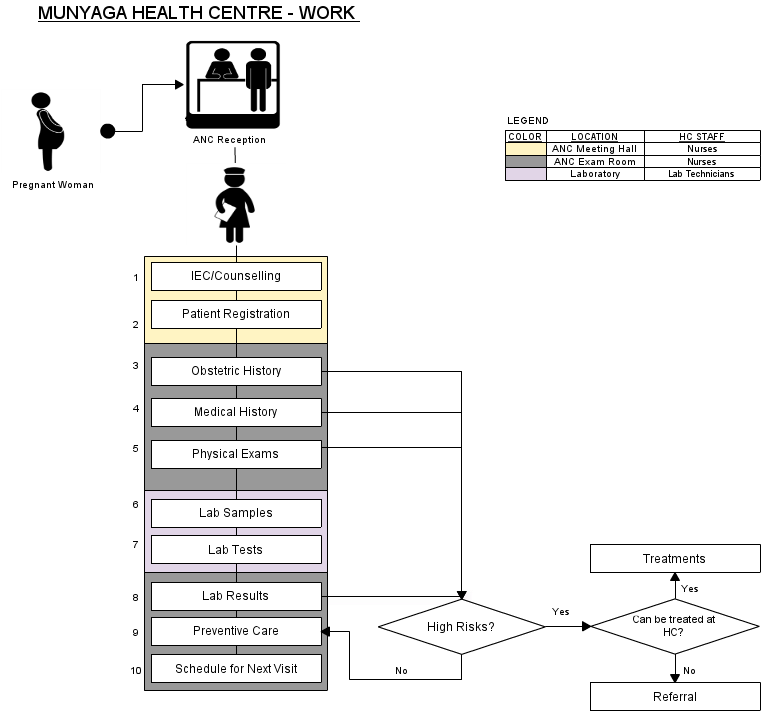 MUNYAGA HEALTH CENTRE - WORK
ANC Reception
Pregnant Woman
LEGEND
COLOR LOCATION HC STAFF
ANC Meeting Hall Nurses
ANC Exam Room Nurses
Laboratory Lab Technicians
1 IEC/Counselling
2 Patient Registration
3 Obstetric History
4 Medical History
5 Physical Exams
6 Lab Samples
7 Lab Tests
8 Lab Results
9 Preventive Care
10 Schedule for Next Visit
High Risks?
Yes
No
Can be treated at
HC?
Yes
Treatments
No
Referral